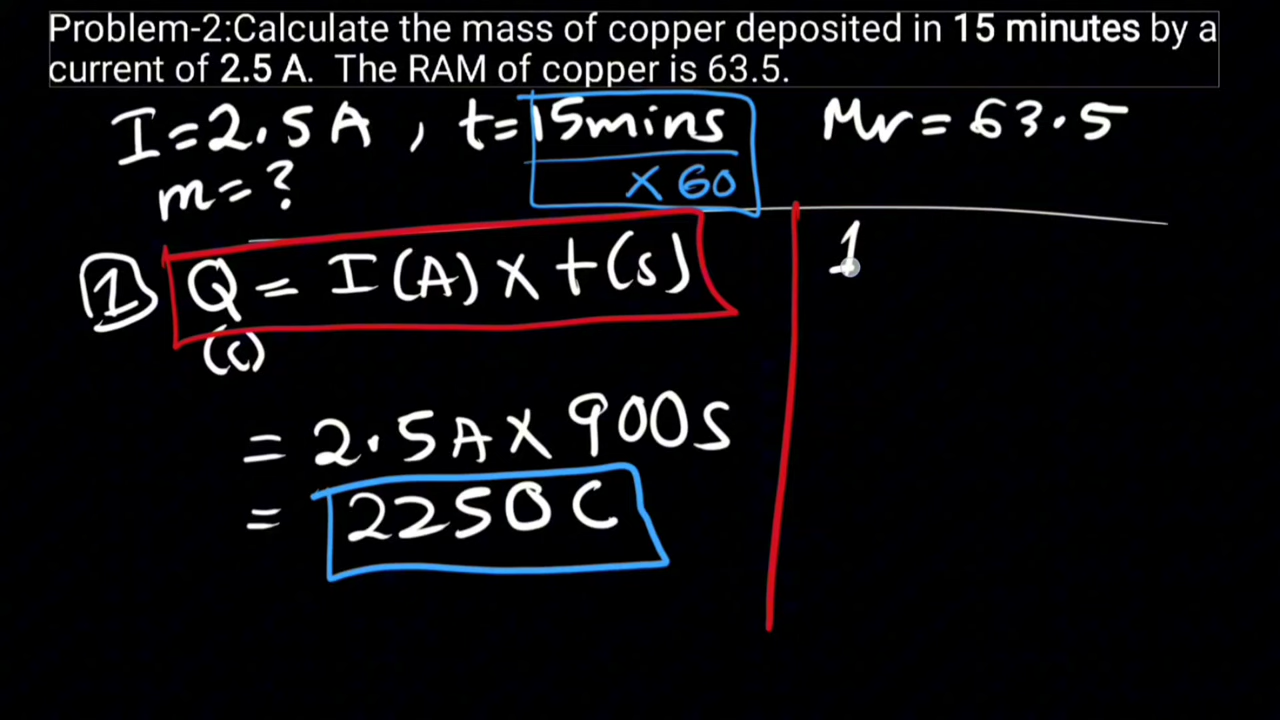 Problem-2:Calculate the mass of copper deposited in 15 minutes by a
current of 2.5 A.  The RAM of copper is 63.5.
I=2.5A , t=15mins
x 60
Mr=63.5
m=?
① Q = I(A) x t(s)
(C)
= 2.5A x 900s
= 2250 C
1